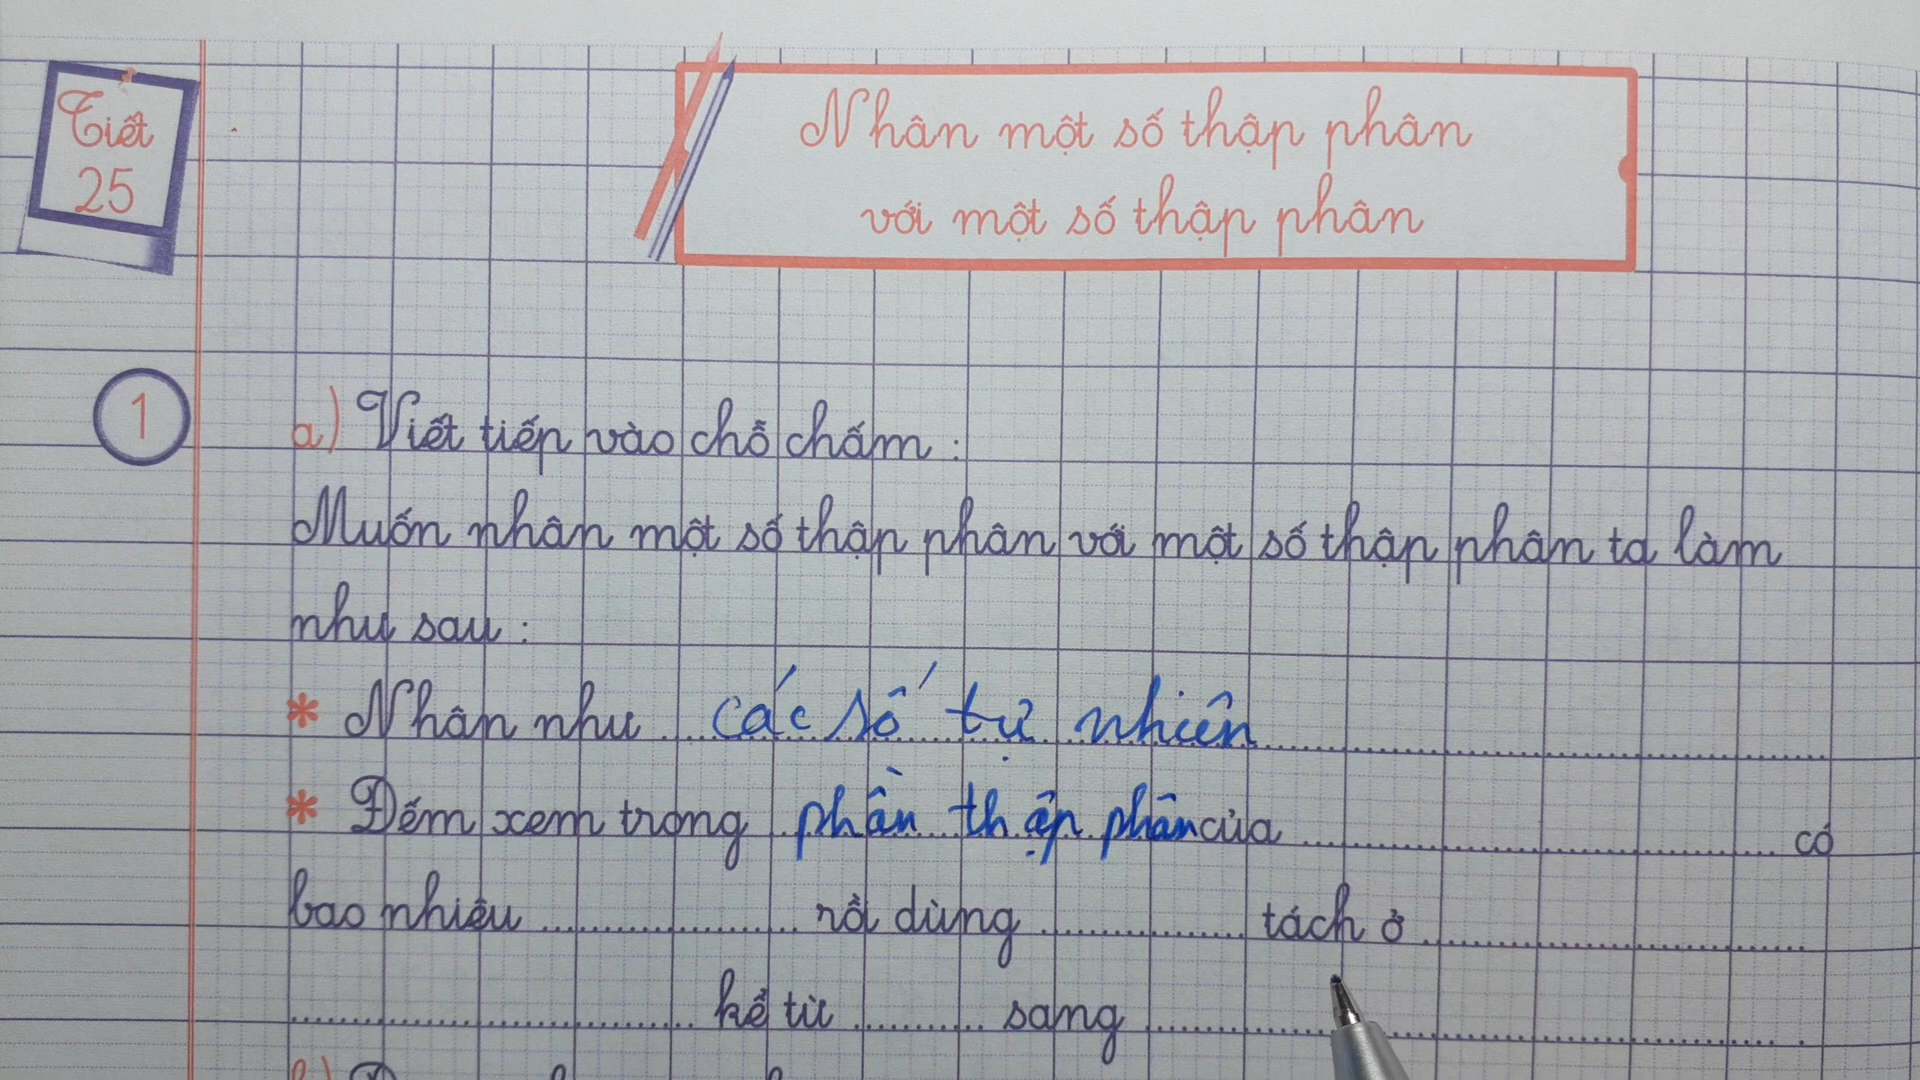 Tiết
25
Nhân một số thập phân
với một số thập phân
1
a) Viết tiếp vào chỗ chấm :
Muốn nhân một số thập phân với một số thập phân ta làm
như sau :
* Nhân như ... các số tự nhiên ...
* Đếm xem trong phần thập phân của ... có
bao nhiêu ... rồi dùng ... tách ở ...
... kể từ ... sang ...